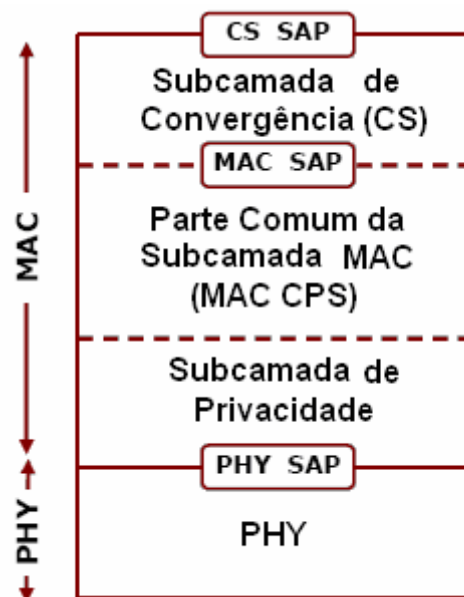 CS SAP
Subcamada de
Convergência (CS)
MAC SAP
MAC
Parte Comum da
Subcamada MAC
(MAC CPS)
Subcamada de
Privacidade
PHY SAP
PHY
PHY